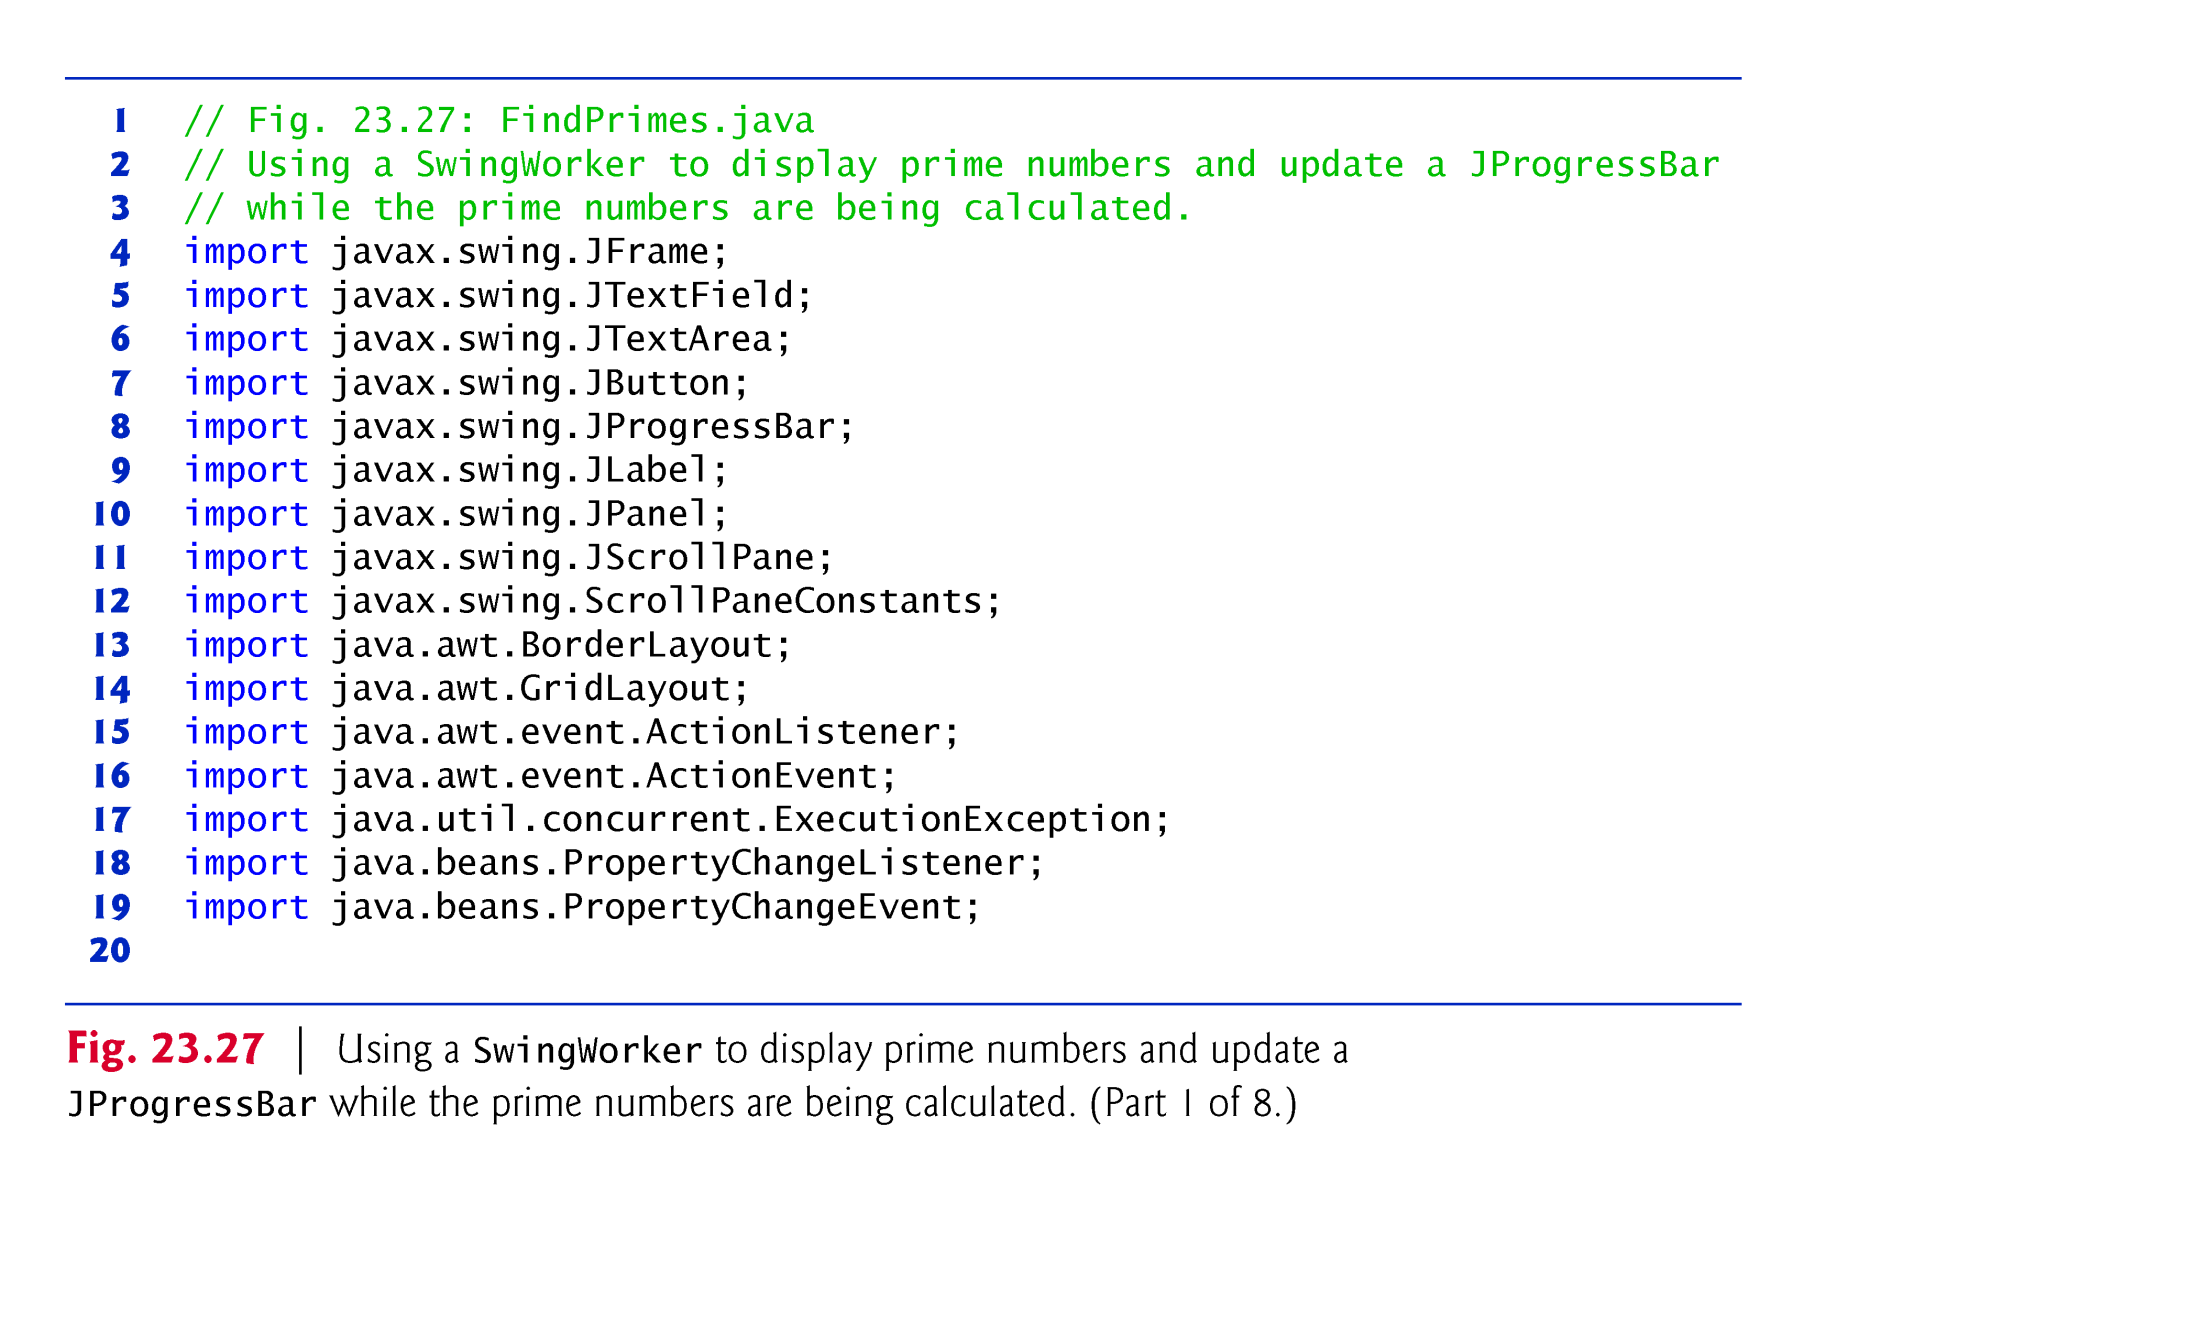 1 // Fig. 23.27: FindPrimes.java
2 // Using a SwingWorker to display prime numbers and update a JProgressBar
3 // while the prime numbers are being calculated.
4 import javax.swing.JFrame;
5 import javax.swing.JTextField;
6 import javax.swing.JTextArea;
7 import javax.swing.JButton;
8 import javax.swing.JProgressBar;
9 import javax.swing.JLabel;
10 import javax.swing.JPanel;
11 import javax.swing.JScrollPane;
12 import javax.swing.ScrollPaneConstants;
13 import java.awt.BorderLayout;
14 import java.awt.GridLayout;
15 import java.awt.event.ActionListener;
16 import java.awt.event.ActionEvent;
17 import java.util.concurrent.ExecutionException;
18 import java.beans.PropertyChangeListener;
19 import java.beans.PropertyChangeEvent;
20
Fig. 23.27 | Using a SwingWorker to display prime numbers and update a
JProgressBar while the prime numbers are being calculated. (Part 1 of 8.)